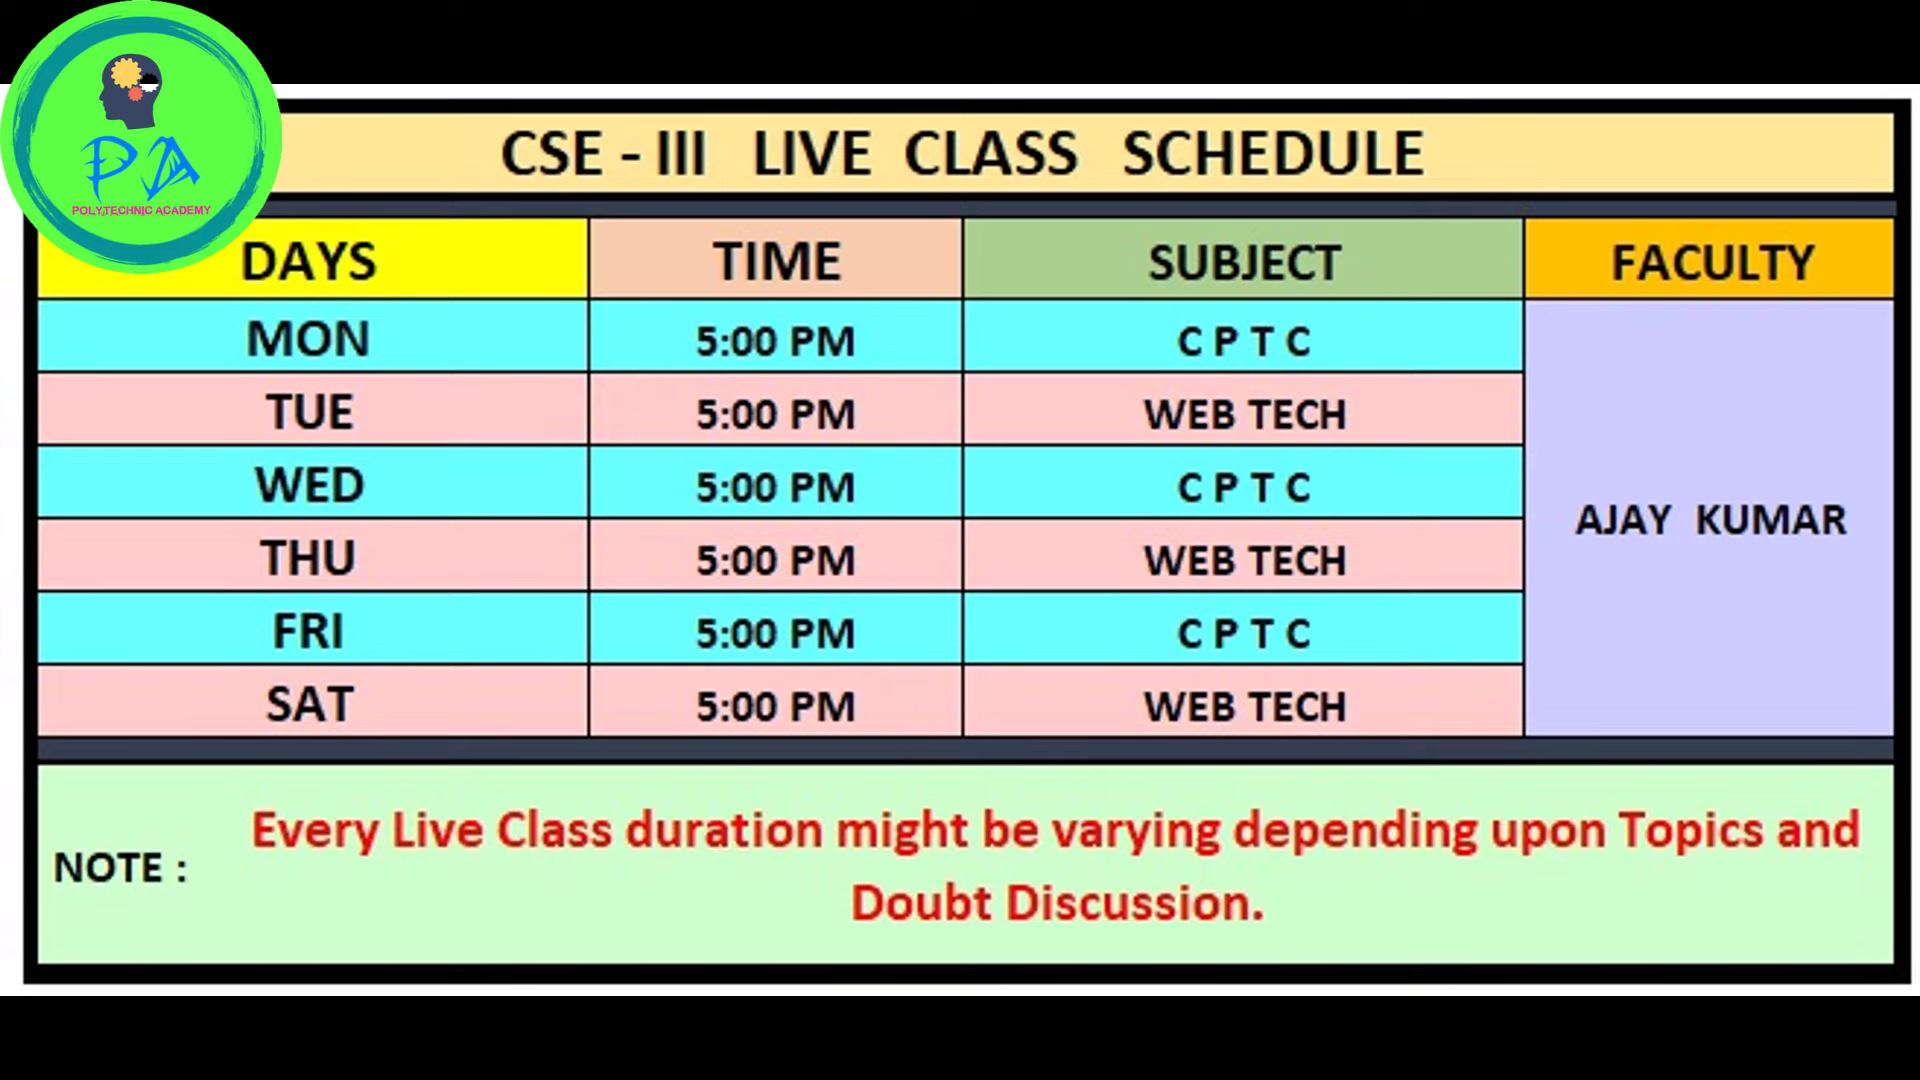 PA
POLYTECHNIC ACADEMY
CSE - III LIVE CLASS SCHEDULE
DAYS TIME SUBJECT FACULTY
MON 5:00 PM C P T C
TUE 5:00 PM WEB TECH
WED 5:00 PM C P T C
AJAY KUMAR
THU 5:00 PM WEB TECH
FRI 5:00 PM C P T C
SAT 5:00 PM WEB TECH
NOTE :
Every Live Class duration might be varying depending upon Topics and
Doubt Discussion.